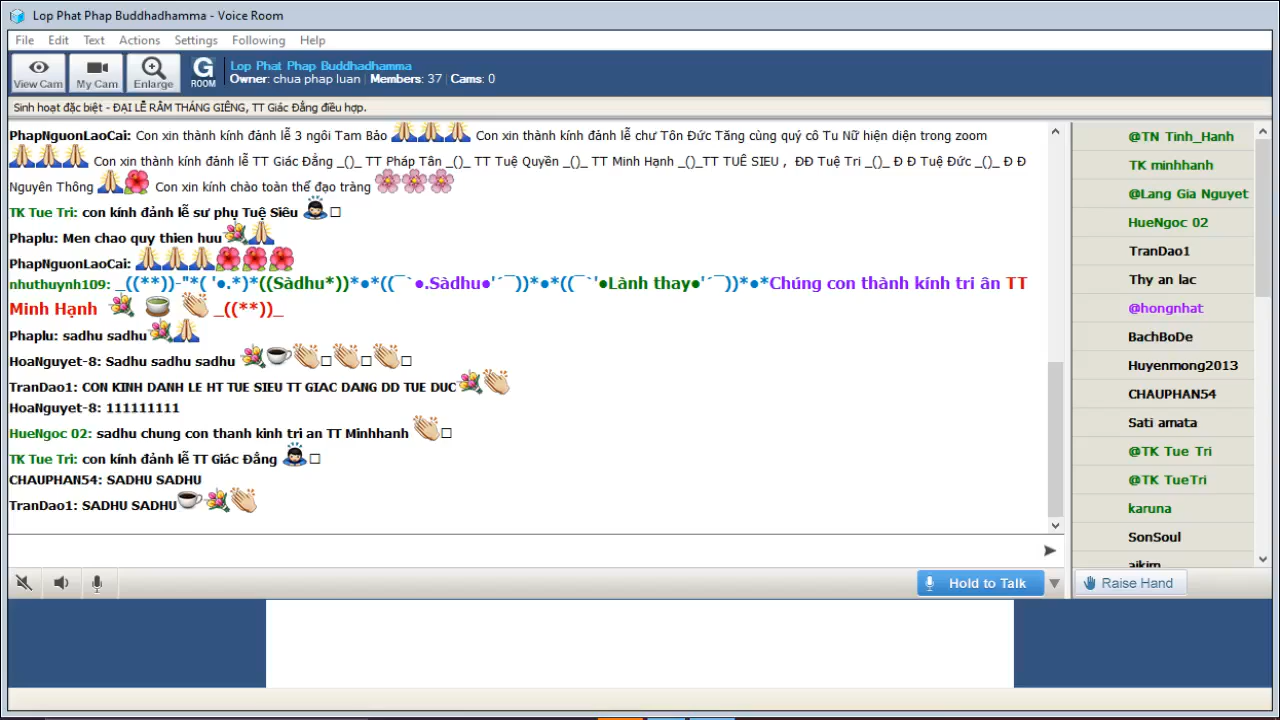 Lop Phat Phap Buddhadhamma - Voice Room
File Edit Text Actions Settings Following Help
View Cam My Cam Enlarge G ROOM
Lop Phat Phap Buddhadhamma
Owner: chua phap luan | Members: 37 | Cams: 0
Sinh hoạt đặc biệt - ĐẠI LỄ RẰM THÁNG GIÊNG, TT Giác Đẳng điều hợp.
PhapNguonLaoCai: Con xin thành kính đảnh lễ 3 ngôi Tam Bảo 🙏🙏🙏 Con xin thành kính đảnh lễ chư Tôn Đức Tăng cùng quý cô Tu Nữ hiện diện trong zoom
🙏🙏🙏 Con xin thành kính đảnh lễ TT Giác Đẳng _()_ TT Pháp Tân _()_ TT Tuệ Quyền _()_ TT Minh Hạnh _()_TT TUÊ SIEU , ĐĐ Tuệ Tri _()_ Đ Đ Tuệ Đức _()_ Đ Đ
Nguyên Thông 🙏🌺 Con xin kính chào toàn thể đạo tràng 🌸🌸🌸
TK Tue Tri: con kính đảnh lễ sư phụ Tuệ Siêu 🙇□
Phaplu: Men chao quy thien huu💐🙏
PhapNguonLaoCai: 🙏🙏🙏🌺🌺🌺
nhuthuynh109: _((**))-"*( '●.*)*((Sàdhu*))*●*((¯`●.Sàdhu●'´¯))*●*((¯`'●Lành thay●'´¯))*●*Chúng con thành kính tri ân TT
Minh Hạnh 💐 🍵 👏 _((**))_
Phaplu: sadhu sadhu💐🙏
HoaNguyet-8: Sadhu sadhu sadhu 💐☕👏□👏□👏□
TranDao1: CON KINH DANH LE HT TUE SIEU TT GIAC DANG DD TUE DUC 💐👏
HoaNguyet-8: 111111111
HueNgoc 02: sadhu chung con thanh kinh tri an TT Minhhanh 👏□
TK Tue Tri: con kính đảnh lễ TT Giác Đẳng 🙇□
CHAUPHAN54: SADHU SADHU
TranDao1: SADHU SADHU☕💐👏
@TN Tinh_Hanh
TK minhhanh
@Lang Gia Nguyet
HueNgoc 02
TranDao1
Thy an lac
@hongnhat
BachBoDe
Huyenmong2013
CHAUPHAN54
Sati amata
@TK Tue Tri
@TK TueTri
karuna
SonSoul
aikim
Hold to Talk
Raise Hand